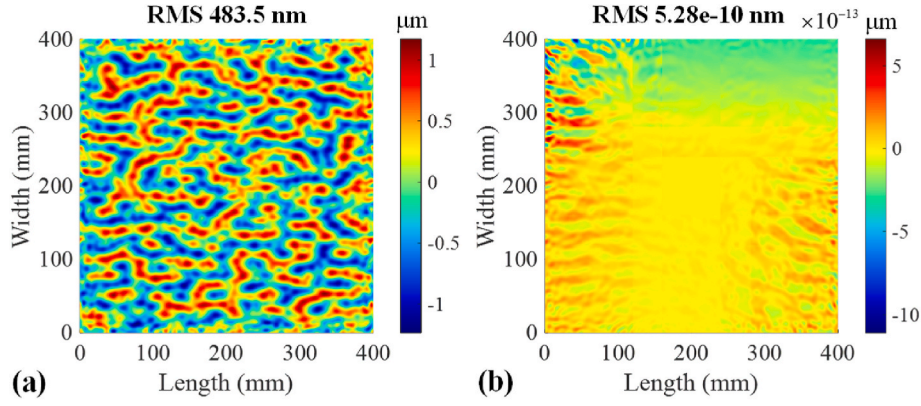 RMS 483.5 nm
μm
400
300
200
100
0
Width (mm)
0 100 200 300 400
Length (mm)
1
0.5
0
-0.5
-1
(a)
RMS 5.28e-10 nm
×10⁻¹³ μm
400
300
200
100
0
Width (mm)
0 100 200 300 400
Length (mm)
5
0
-5
-10
(b)